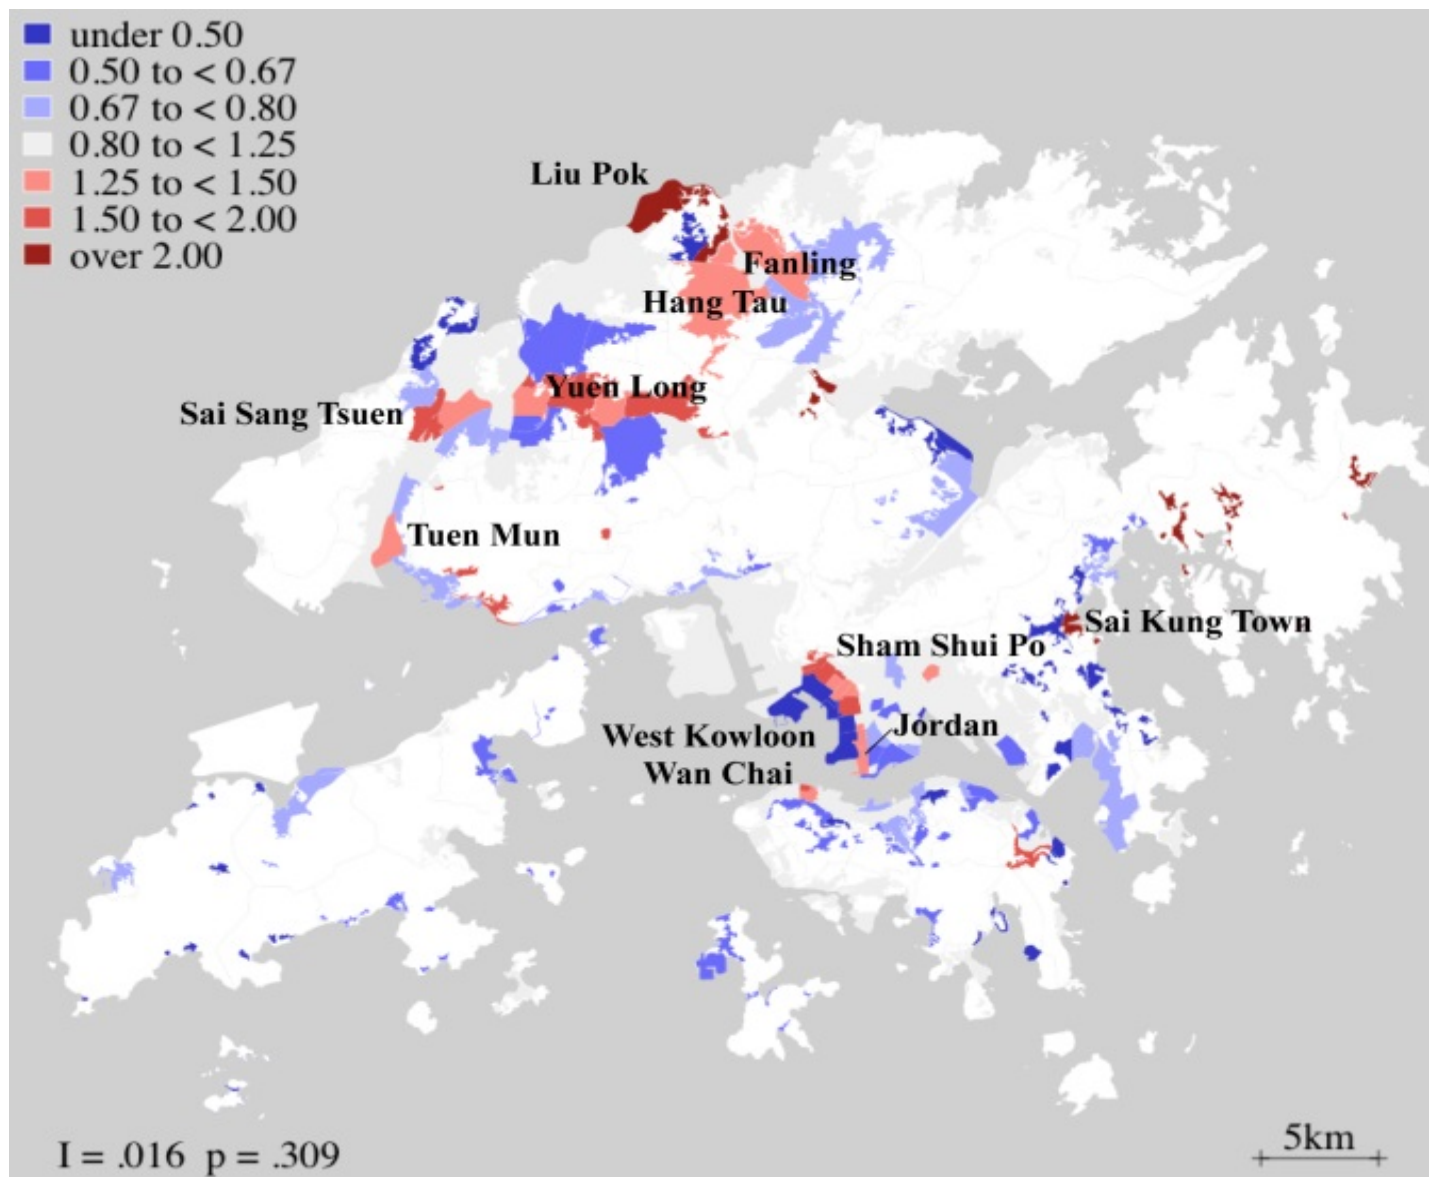 under 0.50
0.50 to < 0.67
0.67 to < 0.80
0.80 to < 1.25
1.25 to < 1.50
1.50 to < 2.00
over 2.00
Liu Pok
Fanling
Hang Tau
Yuen Long
Sai Sang Tsuen
Tuen Mun
Sai Kung Town
Sham Shui Po
Jordan
West Kowloon
Wan Chai
I = .016 p = .309
5km